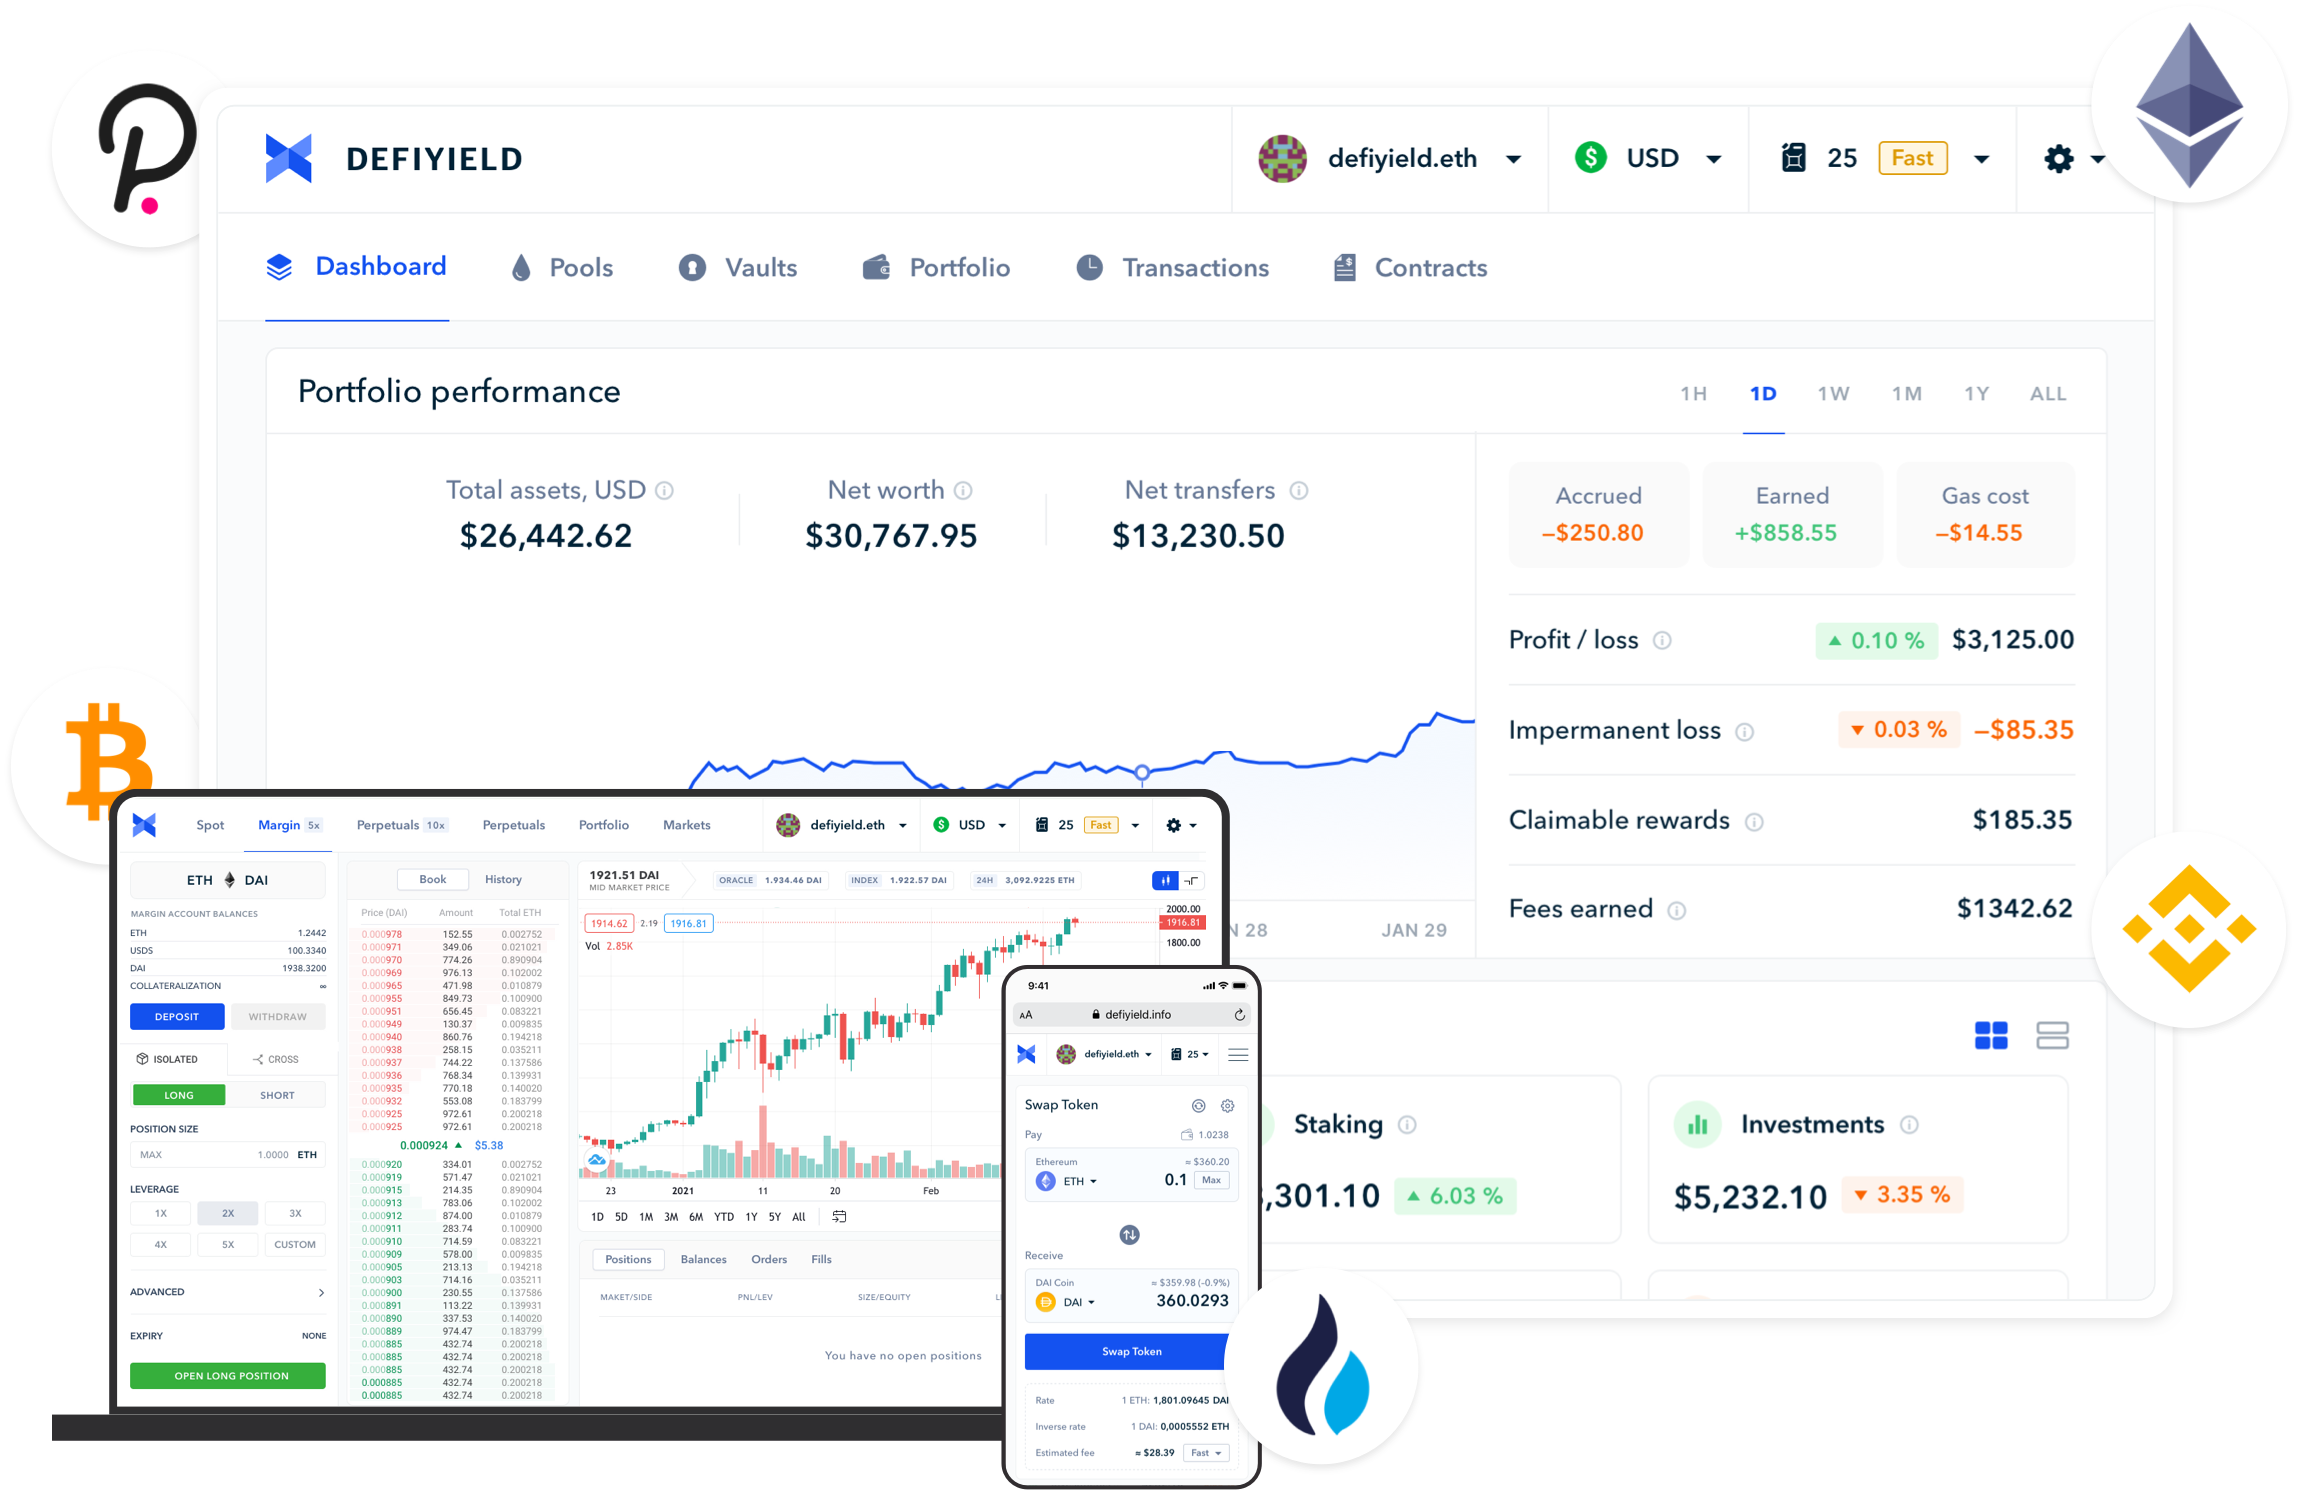 DEFIYIELD
defiyield.eth
USD
25 Fast
Dashboard
Pools
Vaults
Portfolio
Transactions
Contracts
Portfolio performance
1H 1D 1W 1M 1Y ALL
Total assets, USD
$26,442.62
Net worth
$30,767.95
Net transfers
$13,230.50
Accrued
–$250.80
Earned
+$858.55
Gas cost
–$14.55
Profit / loss 0.10 % $3,125.00
Impermanent loss 0.03 % –$85.35
Claimable rewards $185.35
Fees earned $1342.62
28
JAN 29
Staking
,301.10 6.03 %
Investments
$5,232.10 3.35 %
Spot
Margin 5x
Perpetuals 10x
Perpetuals
Portfolio
Markets
defiyield.eth
USD
25 Fast
ETH DAI
MARGIN ACCOUNT BALANCES
ETH 1.2442
USDS 100.3340
DAI 1938.3200
COLLATERALIZATION ∞
DEPOSIT
WITHDRAW
ISOLATED
CROSS
LONG
SHORT
POSITION SIZE
MAX 1.0000 ETH
LEVERAGE
1X 2X 3X
4X 5X CUSTOM
ADVANCED
EXPIRY NONE
OPEN LONG POSITION
Book
History
Price (DAI) Amount Total ETH
0.000978 152.55 0.002752
0.000971 349.06 0.021021
0.000970 774.26 0.890904
0.000969 976.13 0.102002
0.000965 471.98 0.010879
0.000955 849.73 0.100900
0.000951 656.45 0.083221
0.000949 130.37 0.009835
0.000940 860.76 0.194218
0.000938 258.15 0.035211
0.000937 744.22 0.137586
0.000936 768.34 0.139931
0.000935 770.18 0.140020
0.000932 553.08 0.183799
0.000925 972.61 0.200218
0.000925 972.61 0.200218
0.000924 $5.38
0.000920 334.01 0.002752
0.000919 571.47 0.021021
0.000915 214.35 0.890904
0.000913 783.06 0.102002
0.000912 874.00 0.010879
0.000911 283.74 0.100900
0.000910 714.59 0.083221
0.000909 578.00 0.009835
0.000905 213.13 0.194218
0.000903 714.16 0.035211
0.000900 230.55 0.137586
0.000891 113.22 0.139931
0.000890 337.53 0.140020
0.000889 974.47 0.183799
0.000885 432.74 0.200218
0.000885 432.74 0.200218
0.000885 432.74 0.200218
0.000885 432.74 0.200218
0.000885 432.74 0.200218
1921.51 DAI
MID MARKET PRICE
ORACLE 1.934.46 DAI
INDEX 1.922.57 DAI
24H 3,092.9225 ETH
1914.62 2.19 1916.81
Vol 2.85K
2000.00
1916.81
1800.00
23 2021 11 20 Feb
1D 5D 1M 3M 6M YTD 1Y 5Y All
Positions
Balances
Orders
Fills
MAKET/SIDE PNL/LEV SIZE/EQUITY
You have no open positions
9:41
AA defiyield.info
defiyield.eth
25
Swap Token
Pay 1.0238
Ethereum ≈ $360.20
ETH 0.1 Max
Receive
DAI Coin ≈ $359.98 (-0.9%)
DAI 360.0293
Swap Token
Rate 1 ETH: 1,801.09645 DAI
Inverse rate 1 DAI: 0,0005552 ETH
Estimated fee ≈ $28.39 Fast